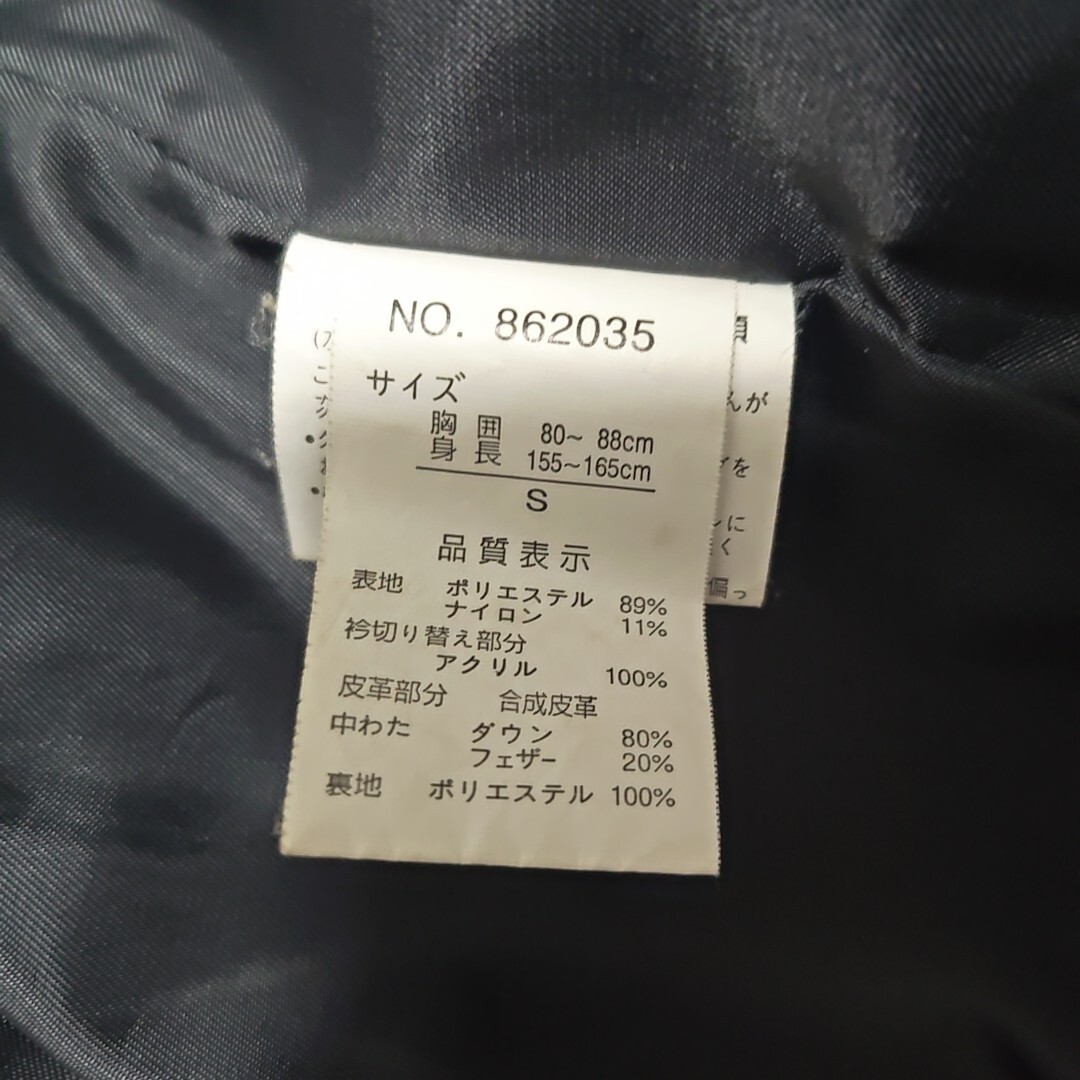 NO. 862035
サイズ
胸囲 80~ 88cm
身長 155~165cm
S
品質表示
表地 ポリエステル 89%
ナイロン 11%
衿切り替え部分
アクリル 100%
皮革部分 合成皮革
中わた ダウン 80%
フェザー 20%
裏地 ポリエステル 100%